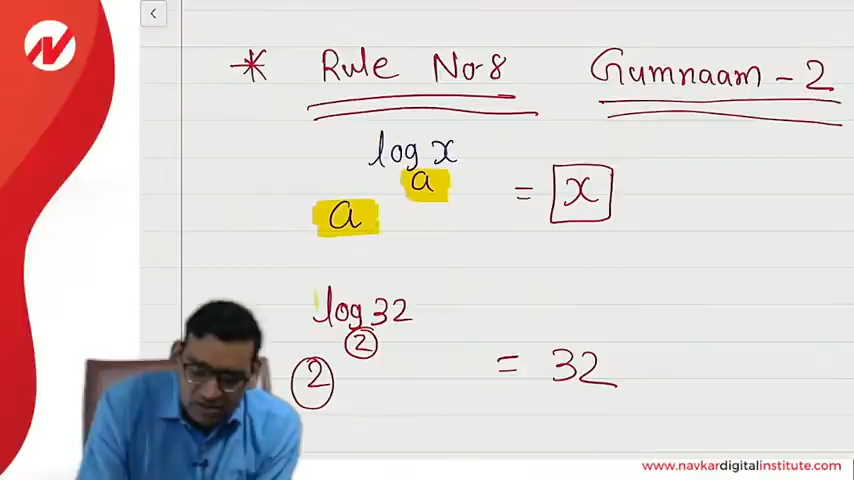 * Rule No-8 Gumnaam - 2
log x
a
a = x
log 32
2
2 = 32
www.navkardigitalinstitute.com